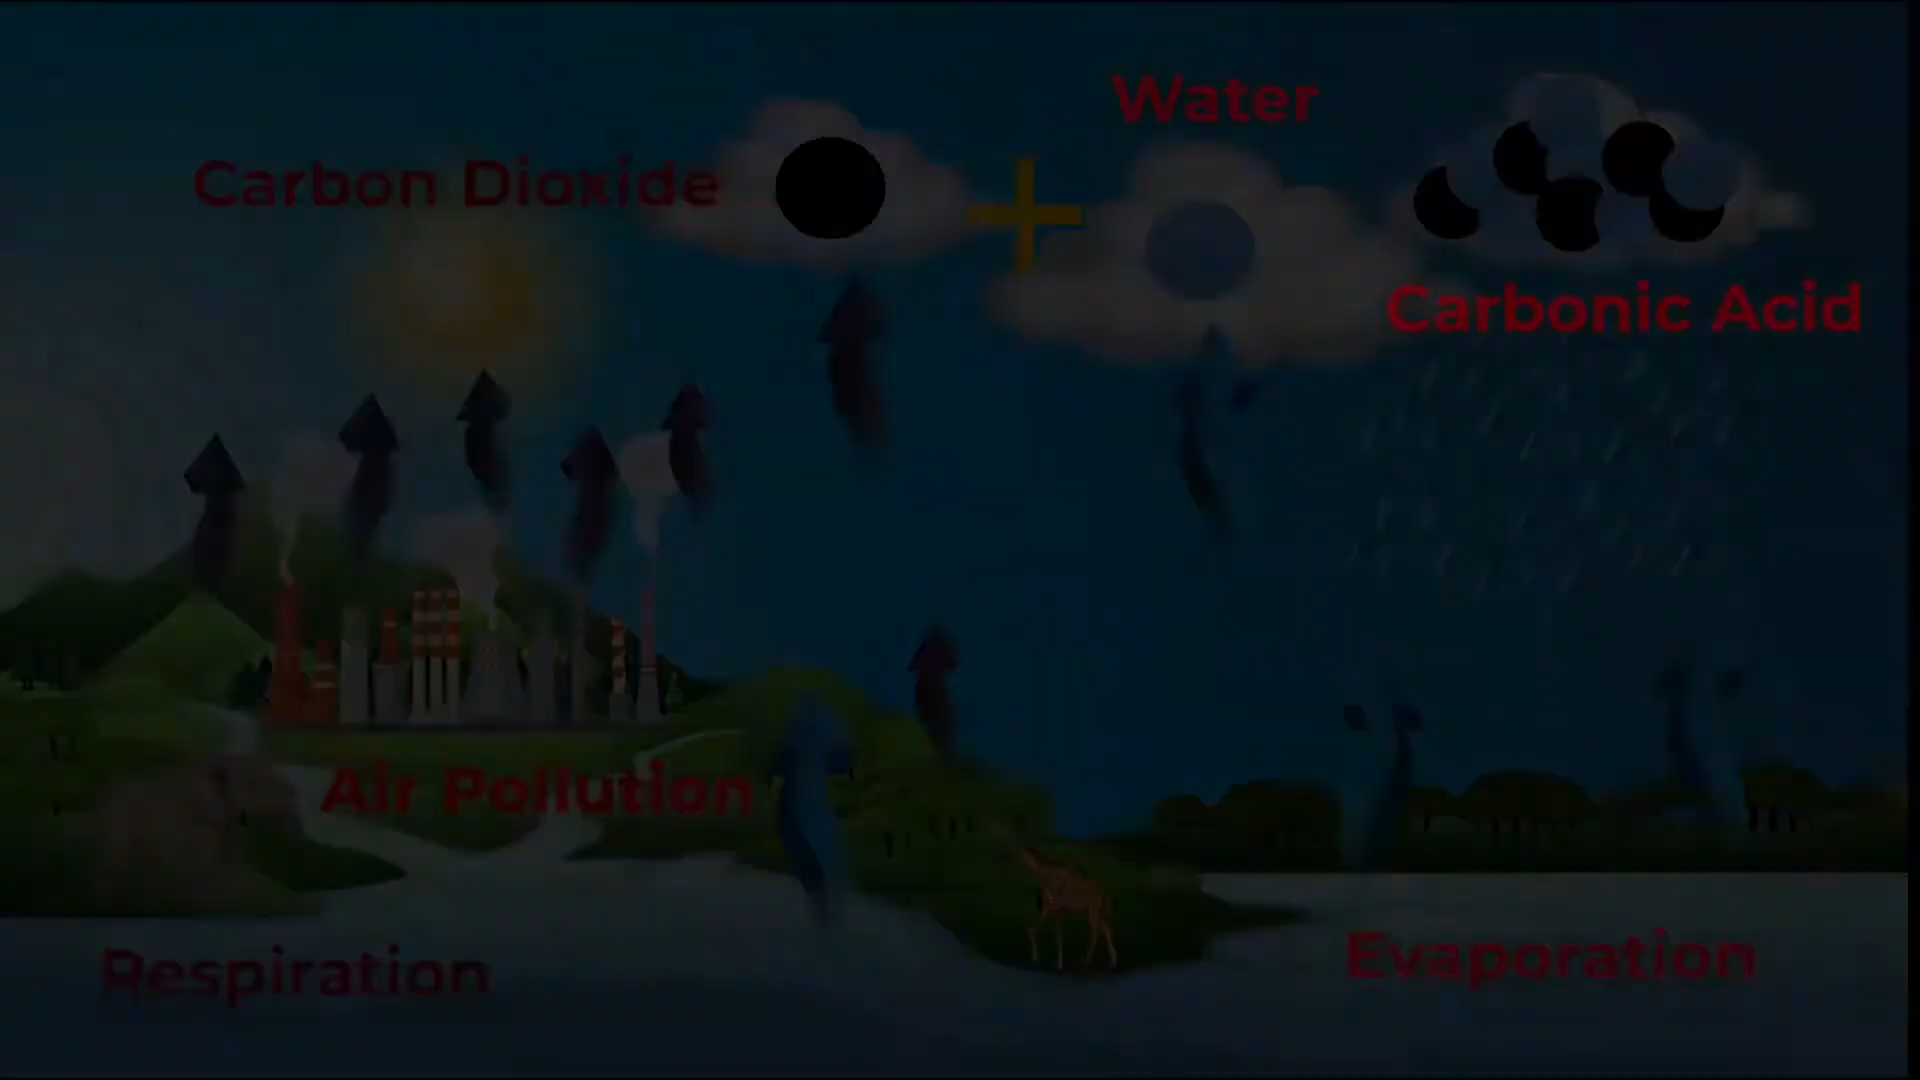 Water
Carbon Dioxide
Carbonic Acid
Air Pollution
Respiration
Evaporation